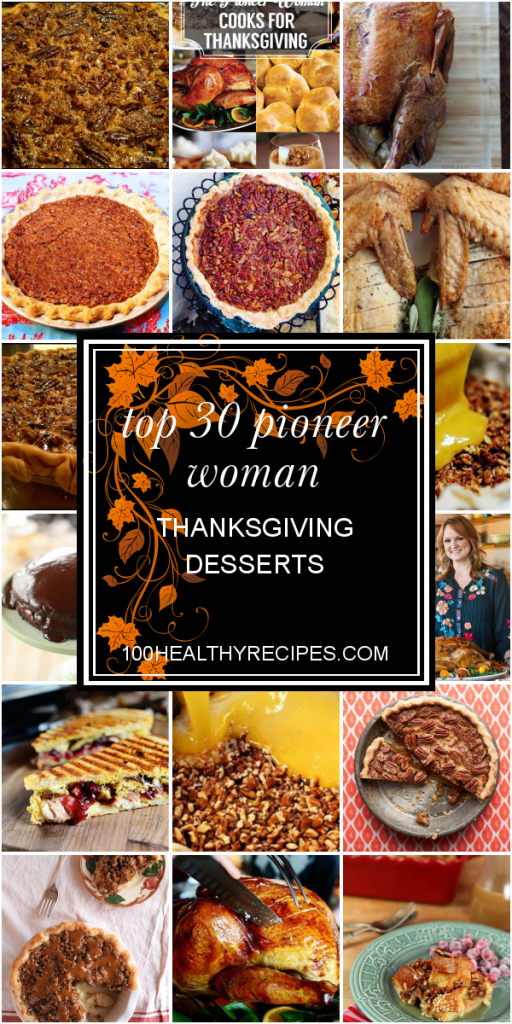 The Pioneer Woman
COOKS FOR
THANKSGIVING
top 30 pioneer
woman
THANKSGIVING
DESSERTS
100HEALTHYRECIPES.COM